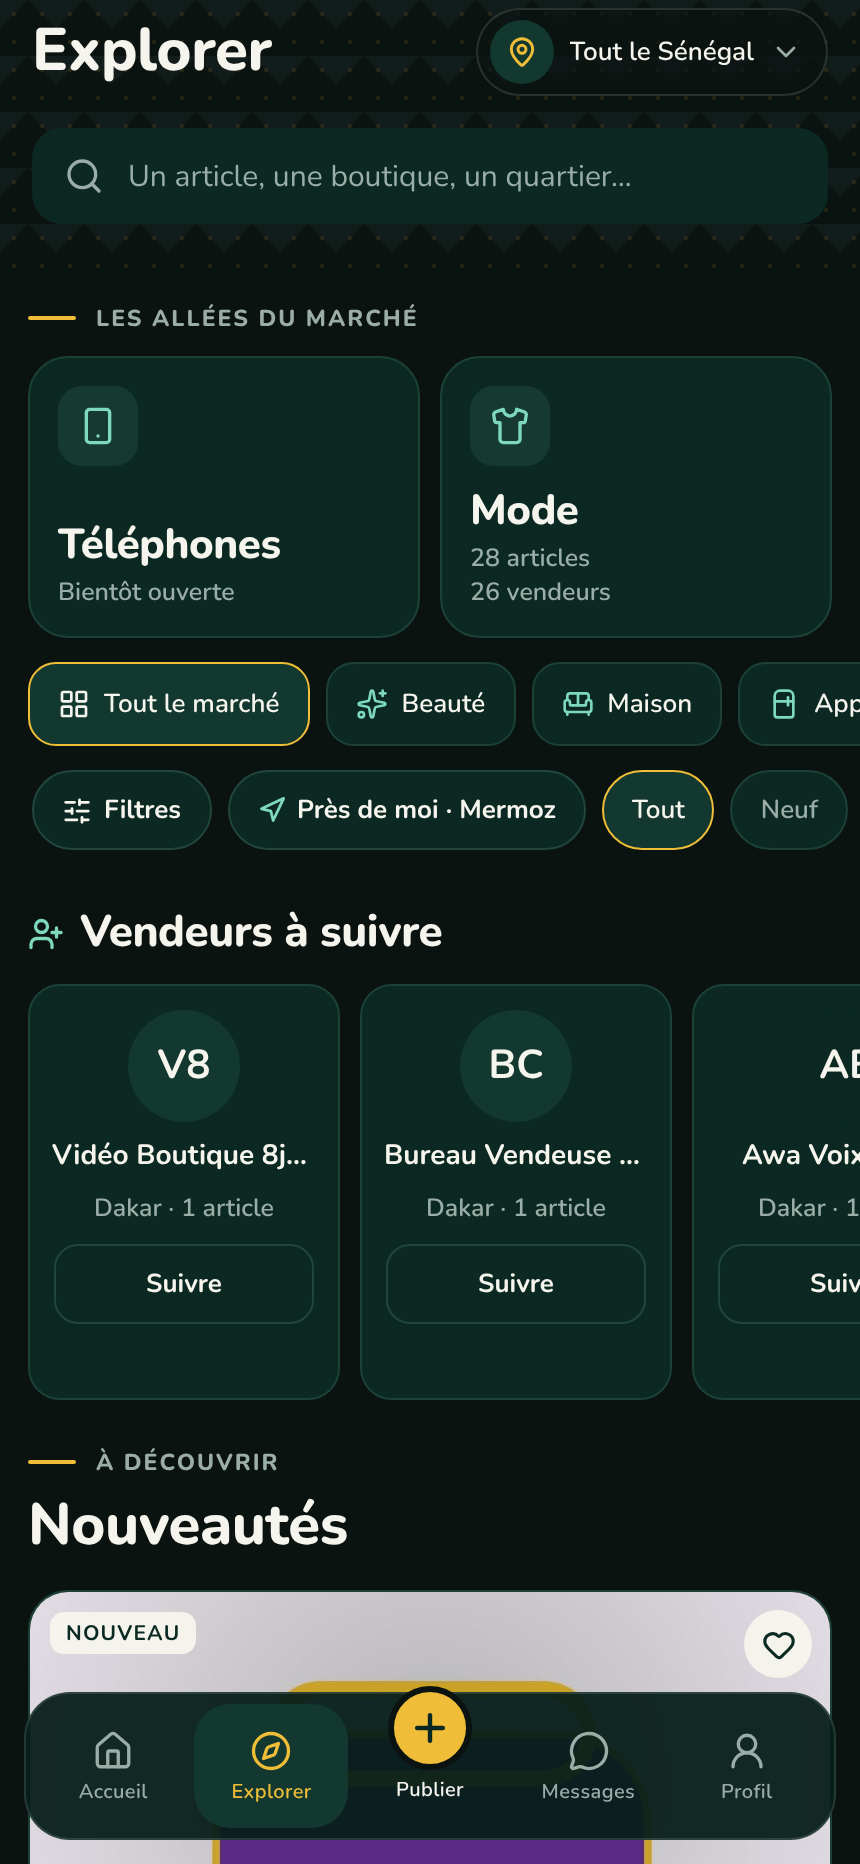 Explorer
Tout le Sénégal
Un article, une boutique, un quartier...
LES ALLÉES DU MARCHÉ
Téléphones
Bientôt ouverte
Mode
28 articles
26 vendeurs
Tout le marché
Beauté
Maison
App
Filtres
Près de moi · Mermoz
Tout
Neuf
Vendeurs à suivre
V8
Vidéo Boutique 8j...
Dakar · 1 article
Suivre
BC
Bureau Vendeuse ...
Dakar · 1 article
Suivre
Awa Voix
Dakar · 1
Suiv
À DÉCOUVRIR
Nouveautés
NOUVEAU
Accueil
Explorer
Publier
Messages
Profil